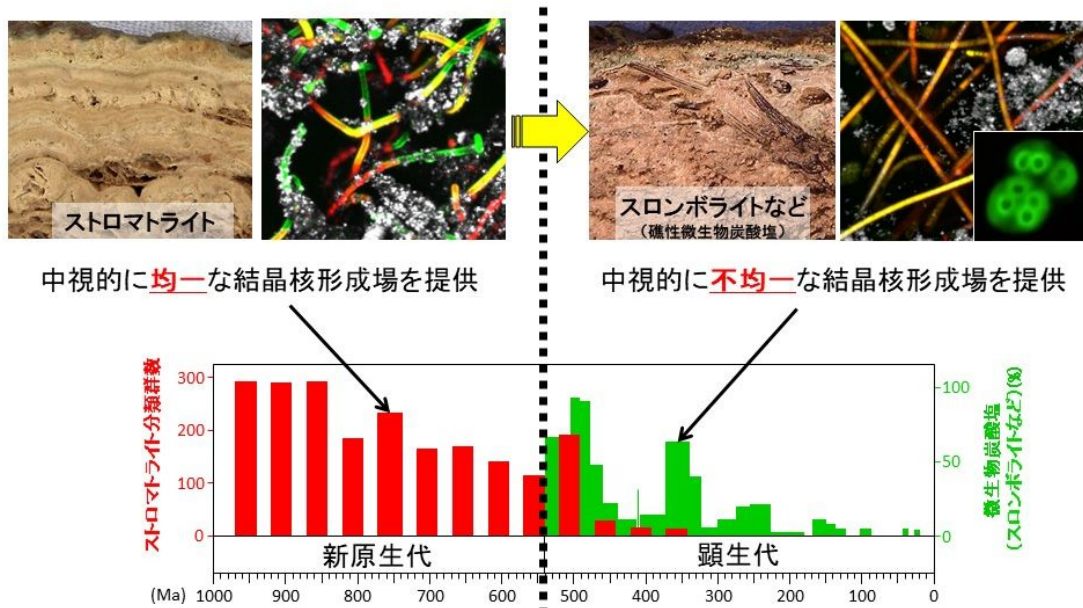 ストロマトライト
スロンボライトなど
(礁性微生物炭酸塩)
中視的に均一な結晶核形成場を提供
中視的に不均一な結晶核形成場を提供
ストロマトライト分類群数
300
200
100
0
100
50
0
微生物炭酸塩
(スロンボライトなど)(%)
新原生代
顕生代
(Ma) 1000 900 800 700 600 500 400 300 200 100 0